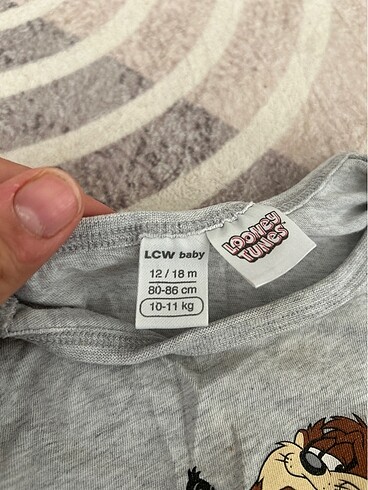 LCW baby
12 / 18 m
80-86 cm
10-11 kg
LOONEY
TUNES